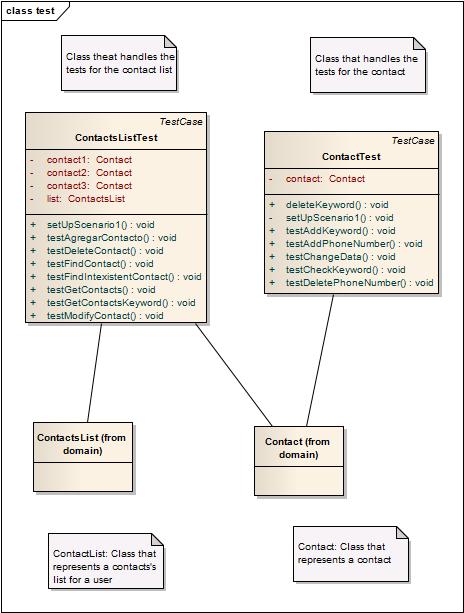 class test
Class theat handles the
tests for the contact list
Class that handles the
tests for the contact
TestCase
ContactsListTest
- contact1: Contact
- contact2: Contact
- contact3: Contact
- list: ContactsList
+ setUpScenario1() : void
+ testAgregarContacto() : void
+ testDeleteContact() : void
+ testFindContact() : void
+ testFindIntexistentContact() : void
+ testGetContacts() : void
+ testGetContactsKeyword() : void
+ testModifyContact() : void
TestCase
ContactTest
- contact: Contact
+ deleteKeyword() : void
- setUpScenario1() : void
+ testAddKeyword() : void
+ testAddPhoneNumber() : void
+ testChangeData() : void
+ testCheckKeyword() : void
+ testDeletePhoneNumber() : void
ContactsList (from
domain)
Contact (from
domain)
ContactList: Class that
represents a contacts's
list for a user
Contact: Class that
represents a contact